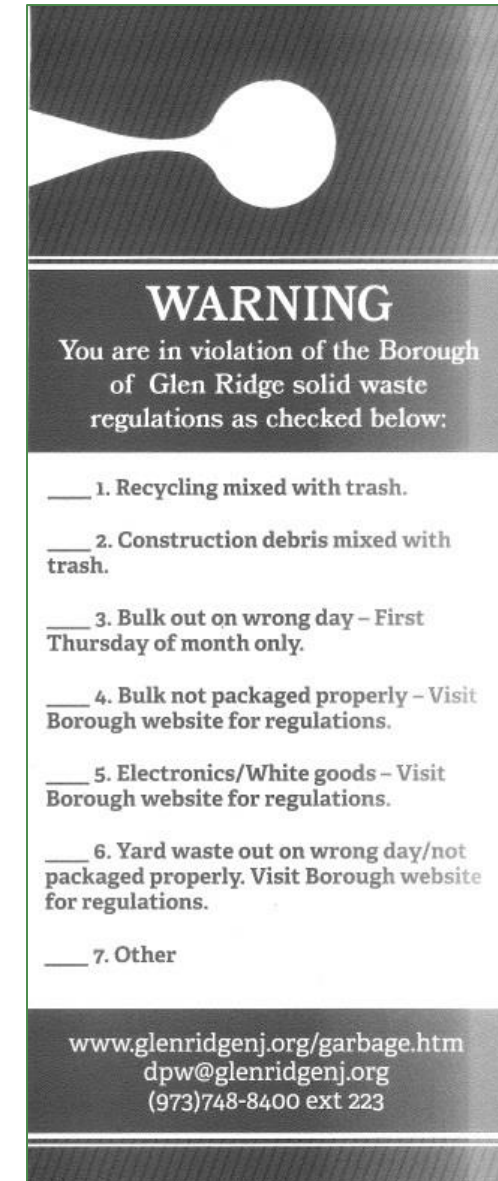 WARNING
You are in violation of the Borough
of Glen Ridge solid waste
regulations as checked below:
____ 1. Recycling mixed with trash.
____ 2. Construction debris mixed with
trash.
____ 3. Bulk out on wrong day – First
Thursday of month only.
____ 4. Bulk not packaged properly – Visit
Borough website for regulations.
____ 5. Electronics/White goods – Visit
Borough website for regulations.
____ 6. Yard waste out on wrong day/not
packaged properly. Visit Borough website
for regulations.
____ 7. Other
www.glenridgenj.org/garbage.htm
dpw@glenridgenj.org
(973)748-8400 ext 223